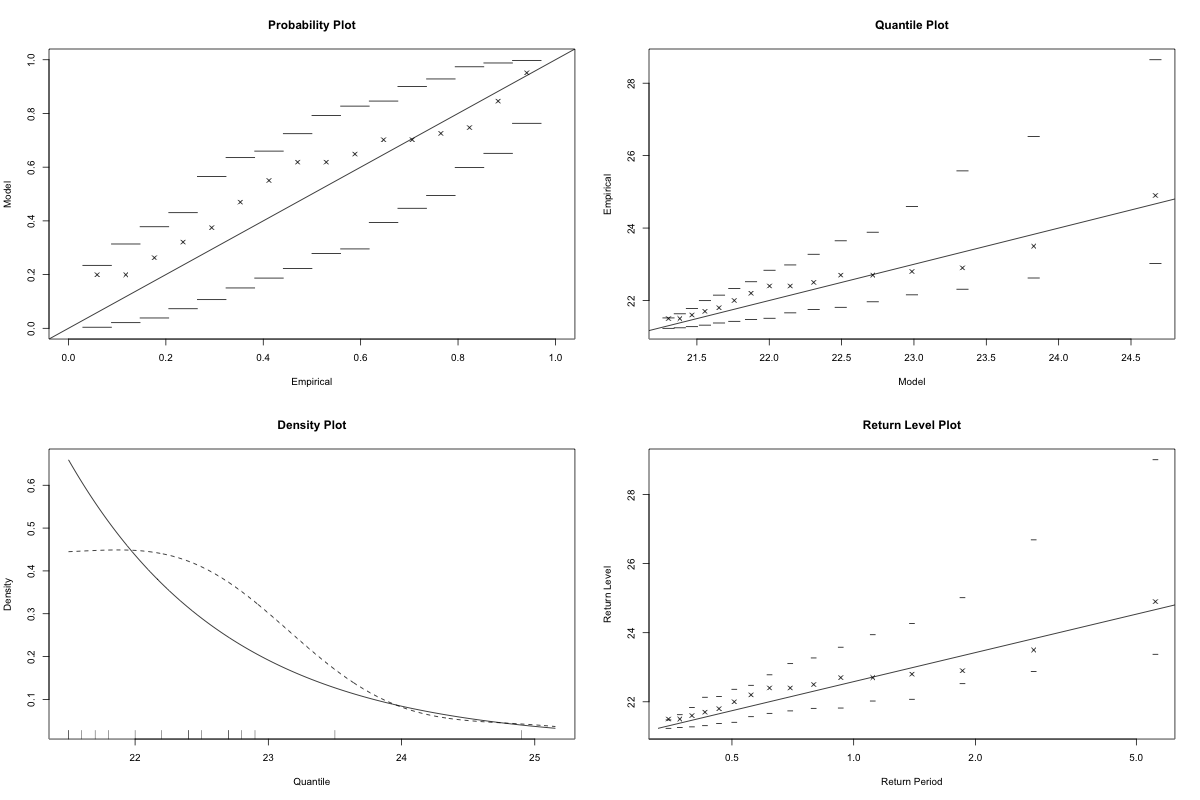 Probability Plot
Model
0.0 0.2 0.4 0.6 0.8 1.0
0.0 0.2 0.4 0.6 0.8 1.0
Empirical
Quantile Plot
Empirical
22 24 26 28
21.5 22.0 22.5 23.0 23.5 24.0 24.5
Model
Density Plot
Density
0.1 0.2 0.3 0.4 0.5 0.6
22 23 24 25
Quantile
Return Level Plot
Return Level
22 24 26 28
0.5 1.0 2.0 5.0
Return Period